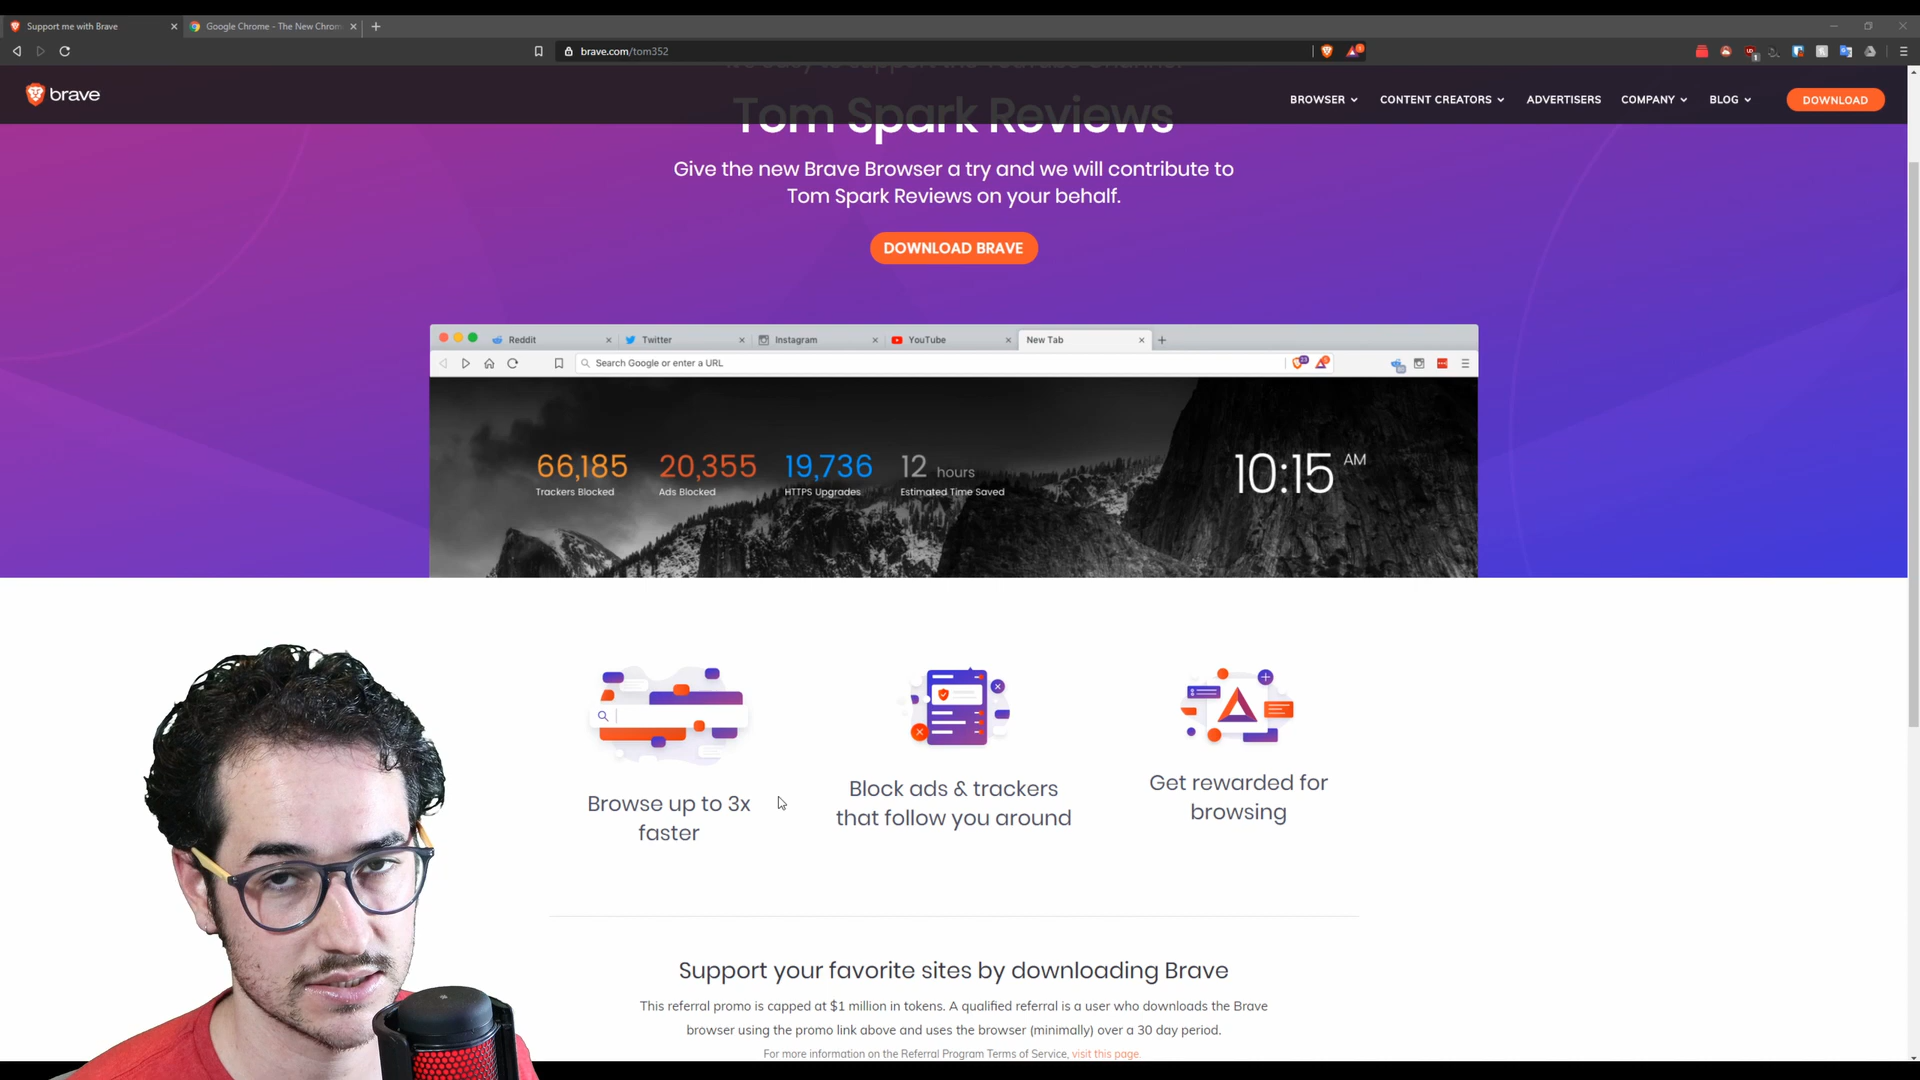 Support me with Brave
Google Chrome - The New Chrom
brave.com/tom352
brave
BROWSER
CONTENT CREATORS
ADVERTISERS
COMPANY
BLOG
DOWNLOAD
Tom Spark Reviews
Give the new Brave Browser a try and we will contribute to
Tom Spark Reviews on your behalf.
DOWNLOAD BRAVE
Reddit
Twitter
Instagram
YouTube
New Tab
Search Google or enter a URL
66,185
20,355
19,736
12 hours
10:15 AM
Trackers Blocked
Ads Blocked
HTTPS Upgrades
Estimated Time Saved
Browse up to 3x
faster
Block ads & trackers
that follow you around
Get rewarded for
browsing
Support your favorite sites by downloading Brave
This referral promo is capped at $1 million in tokens. A qualified referral is a user who downloads the Brave
browser using the promo link above and uses the browser (minimally) over a 30 day period.
For more information on the Referral Program Terms of Service, visit this page.